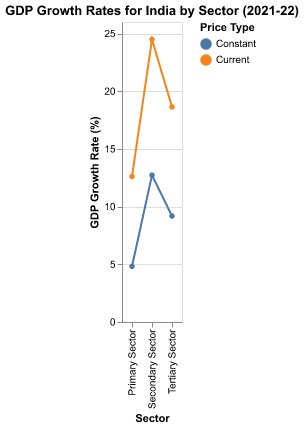 GDP Growth Rates for India by Sector (2021-22)
Price Type
Constant
Current
GDP Growth Rate (%)
25
20
15
10
5
0
Primary Sector
Secondary Sector
Tertiary Sector
Sector